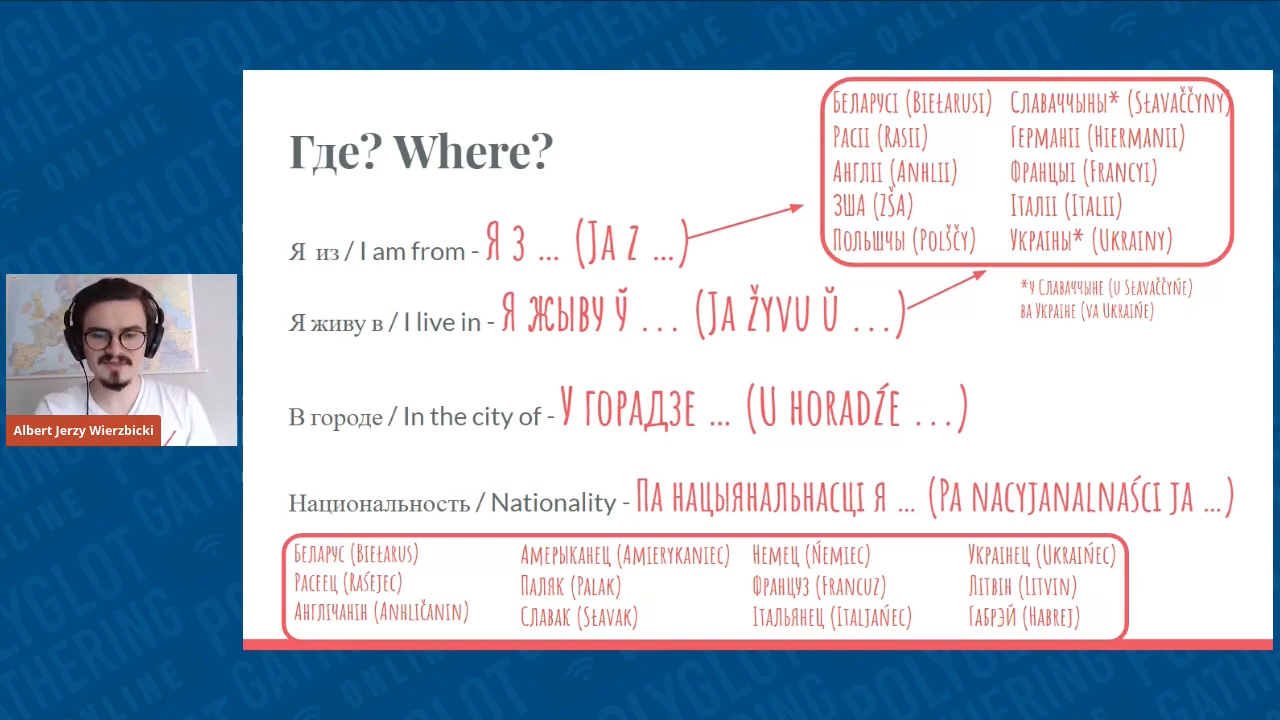 POLYGLOT GATHERING ONLINE
Где? Where?
Я из / I am from - Я З ... (JA Z ...)
Я живу в / I live in - Я ЖЫВУ Ў ... (JA ŽYVU Ŭ ...)
В городе / In the city of - У ГОРАДЗЕ ... (U HORADŹE ...)
Национальность / Nationality - ПА НАЦЫЯНАЛЬНАСЦІ Я ... (PA NACYJANALNAŚCI JA ...)
БЕЛАРУСІ (BIEŁARUSI) СЛАВАЧЧЫНЫ* (SŁAVAČČYNY)
РАСІІ (RASII) ГЕРМАНІІ (HIERMANII)
АНГЛІІ (ANHLII) ФРАНЦЫІ (FRANCYI)
ЗША (ZŠA) ІТАЛІІ (ITALII)
ПОЛЬШЧЫ (POLŠČY) УКРАІНЫ* (UKRAINY)
*У СЛАВАЧЧЫНЕ (U SŁAVAČČYŃE)
ВА УКРАІНЕ (VA UKRAIŃE)
БЕЛАРУС (BIEŁARUS) АМЕРЫКАНЕЦ (AMIERYKANIEC) НЕМЕЦ (ŃEMIEC) УКРАІНЕЦ (UKRAIŃEC)
РАСЕЕЦ (RAŚEJEC) ПАЛЯК (PALAK) ФРАНЦУЗ (FRANCUZ) ЛІТВІН (LITVIN)
АНГЛІЧАНІН (ANHLIČANIN) СЛАВАК (SŁAVAK) ІТАЛЬЯНЕЦ (ITALJAŃEC) ГАБРЭЙ (HABREJ)
Albert Jerzy Wierzbicki